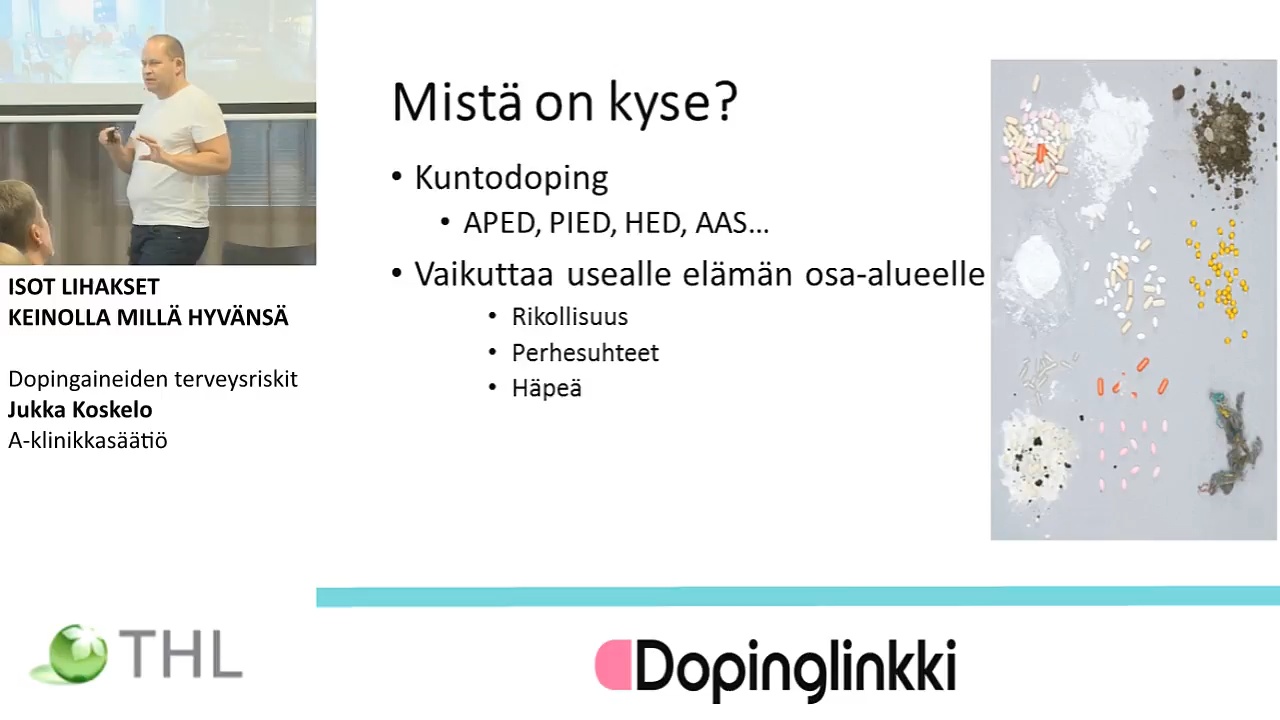 ISOT LIHAKSET
KEINOLLA MILLÄ HYVÄNSÄ
Dopingaineiden terveysriskit
Jukka Koskelo
A-klinikkasäätiö
THL
Mistä on kyse?
• Kuntodoping
• APED, PIED, HED, AAS...
• Vaikuttaa usealle elämän osa-alueelle
• Rikollisuus
• Perhesuhteet
• Häpeä
Dopinglinkki